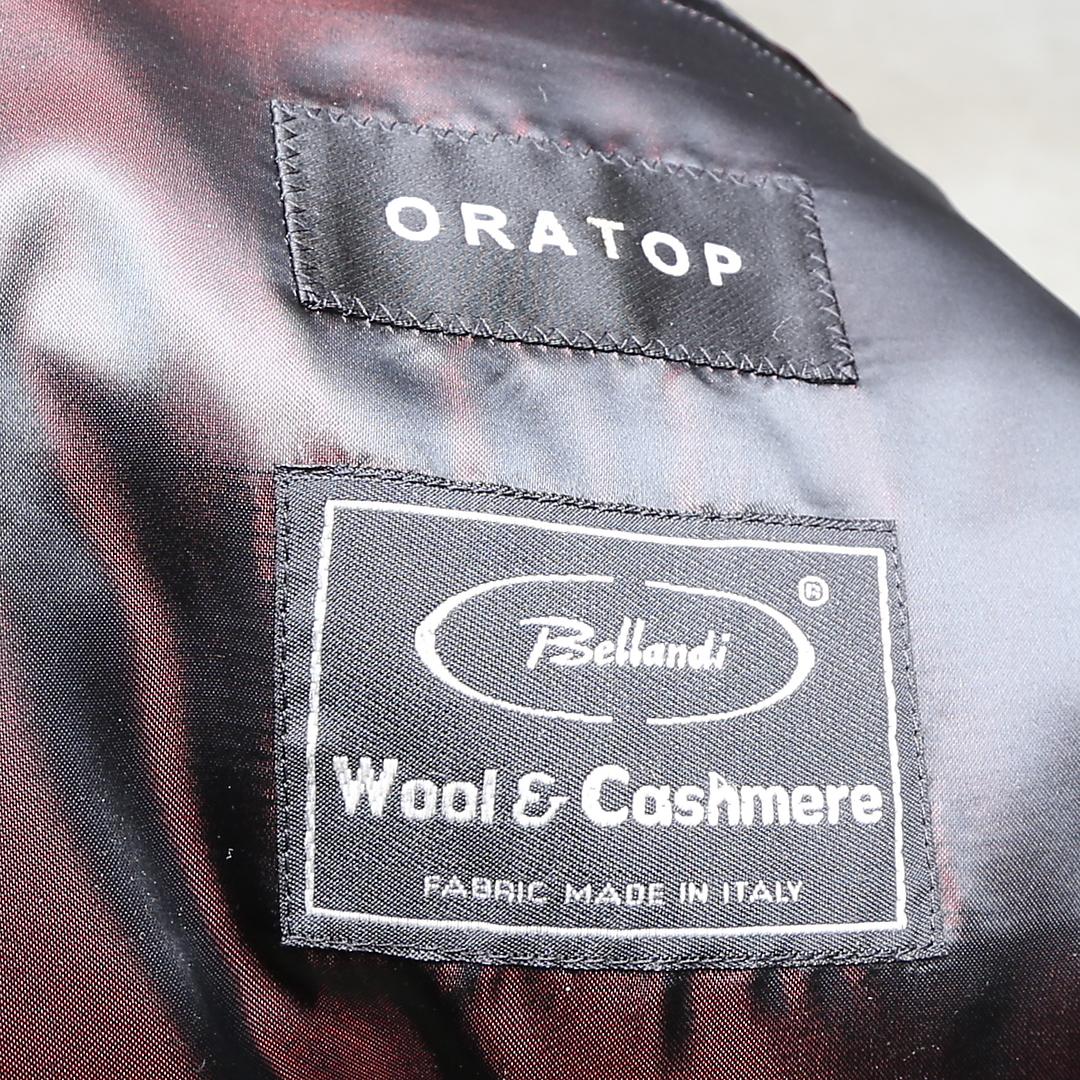 ORATOP
Bellandi
®
Wool & Cashmere
FABRIC MADE IN ITALY